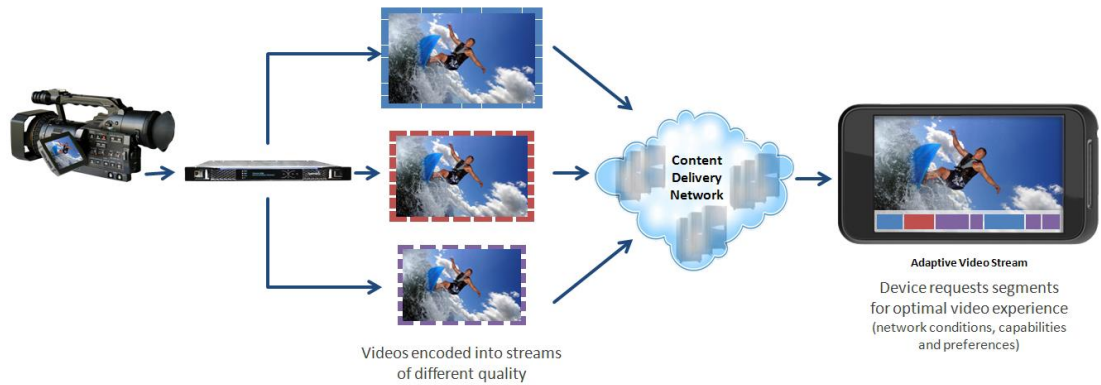 Content
Delivery
Network
Adaptive Video Stream
Device requests segments
for optimal video experience
(network conditions, capabilities
and preferences)
Videos encoded into streams
of different quality